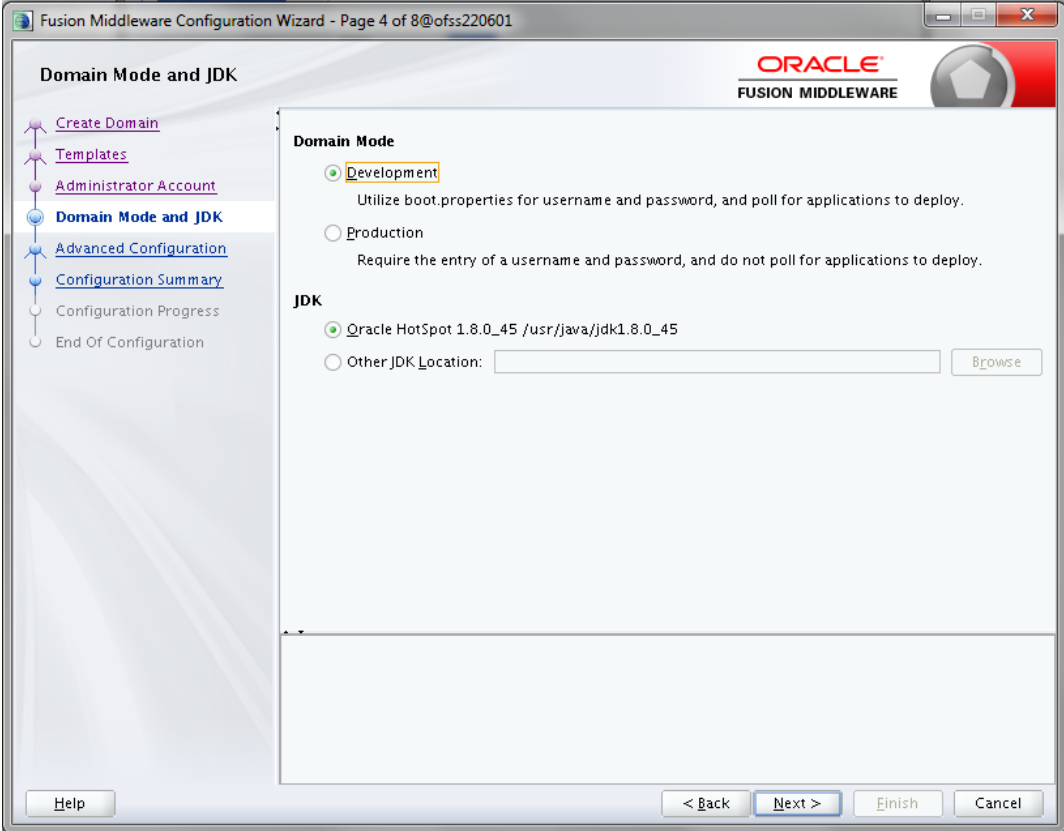 Fusion Middleware Configuration Wizard - Page 4 of 8@ofss220601
Domain Mode and JDK
ORACLE
FUSION MIDDLEWARE
Create Domain
Templates
Administrator Account
Domain Mode and JDK
Advanced Configuration
Configuration Summary
Configuration Progress
End Of Configuration
Domain Mode
Development
Utilize boot.properties for username and password, and poll for applications to deploy.
Production
Require the entry of a username and password, and do not poll for applications to deploy.
JDK
Oracle HotSpot 1.8.0_45 /usr/java/jdk1.8.0_45
Other JDK Location:
Browse
Help
< Back
Next >
Finish
Cancel